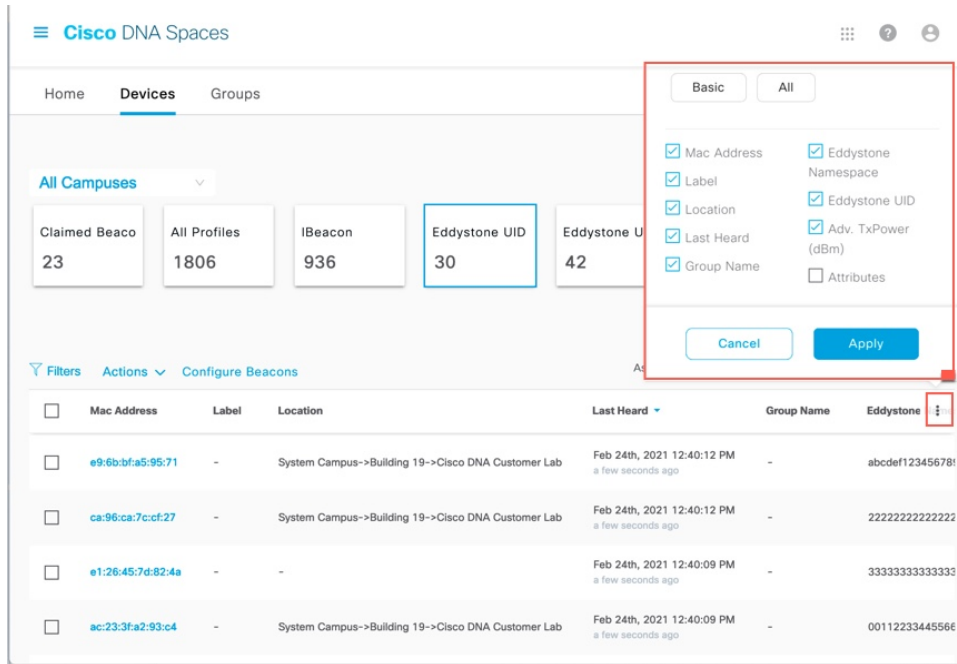 Cisco DNA Spaces
Home Devices Groups
Basic All
Mac Address
Label
Location
Last Heard
Group Name
Eddystone
Namespace
Eddystone UID
Adv. TxPower
(dBm)
Attributes
Cancel Apply
All Campuses
Claimed Beaco
23
All Profiles
1806
IBeacon
936
Eddystone UID
30
Eddystone U
42
Filters Actions Configure Beacons
As
Mac Address Label Location Last Heard Group Name Eddystone
e9:6b:bf:a5:95:71 - System Campus->Building 19->Cisco DNA Customer Lab Feb 24th, 2021 12:40:12 PM - abcdef123456789
a few seconds ago
ca:96:ca:7c:cf:27 - System Campus->Building 19->Cisco DNA Customer Lab Feb 24th, 2021 12:40:12 PM - 22222222222222
a few seconds ago
e1:26:45:7d:82:4a - - Feb 24th, 2021 12:40:09 PM - 33333333333333
a few seconds ago
ac:23:3f:a2:93:c4 - System Campus->Building 19->Cisco DNA Customer Lab Feb 24th, 2021 12:40:09 PM - 00112233445566
a few seconds ago